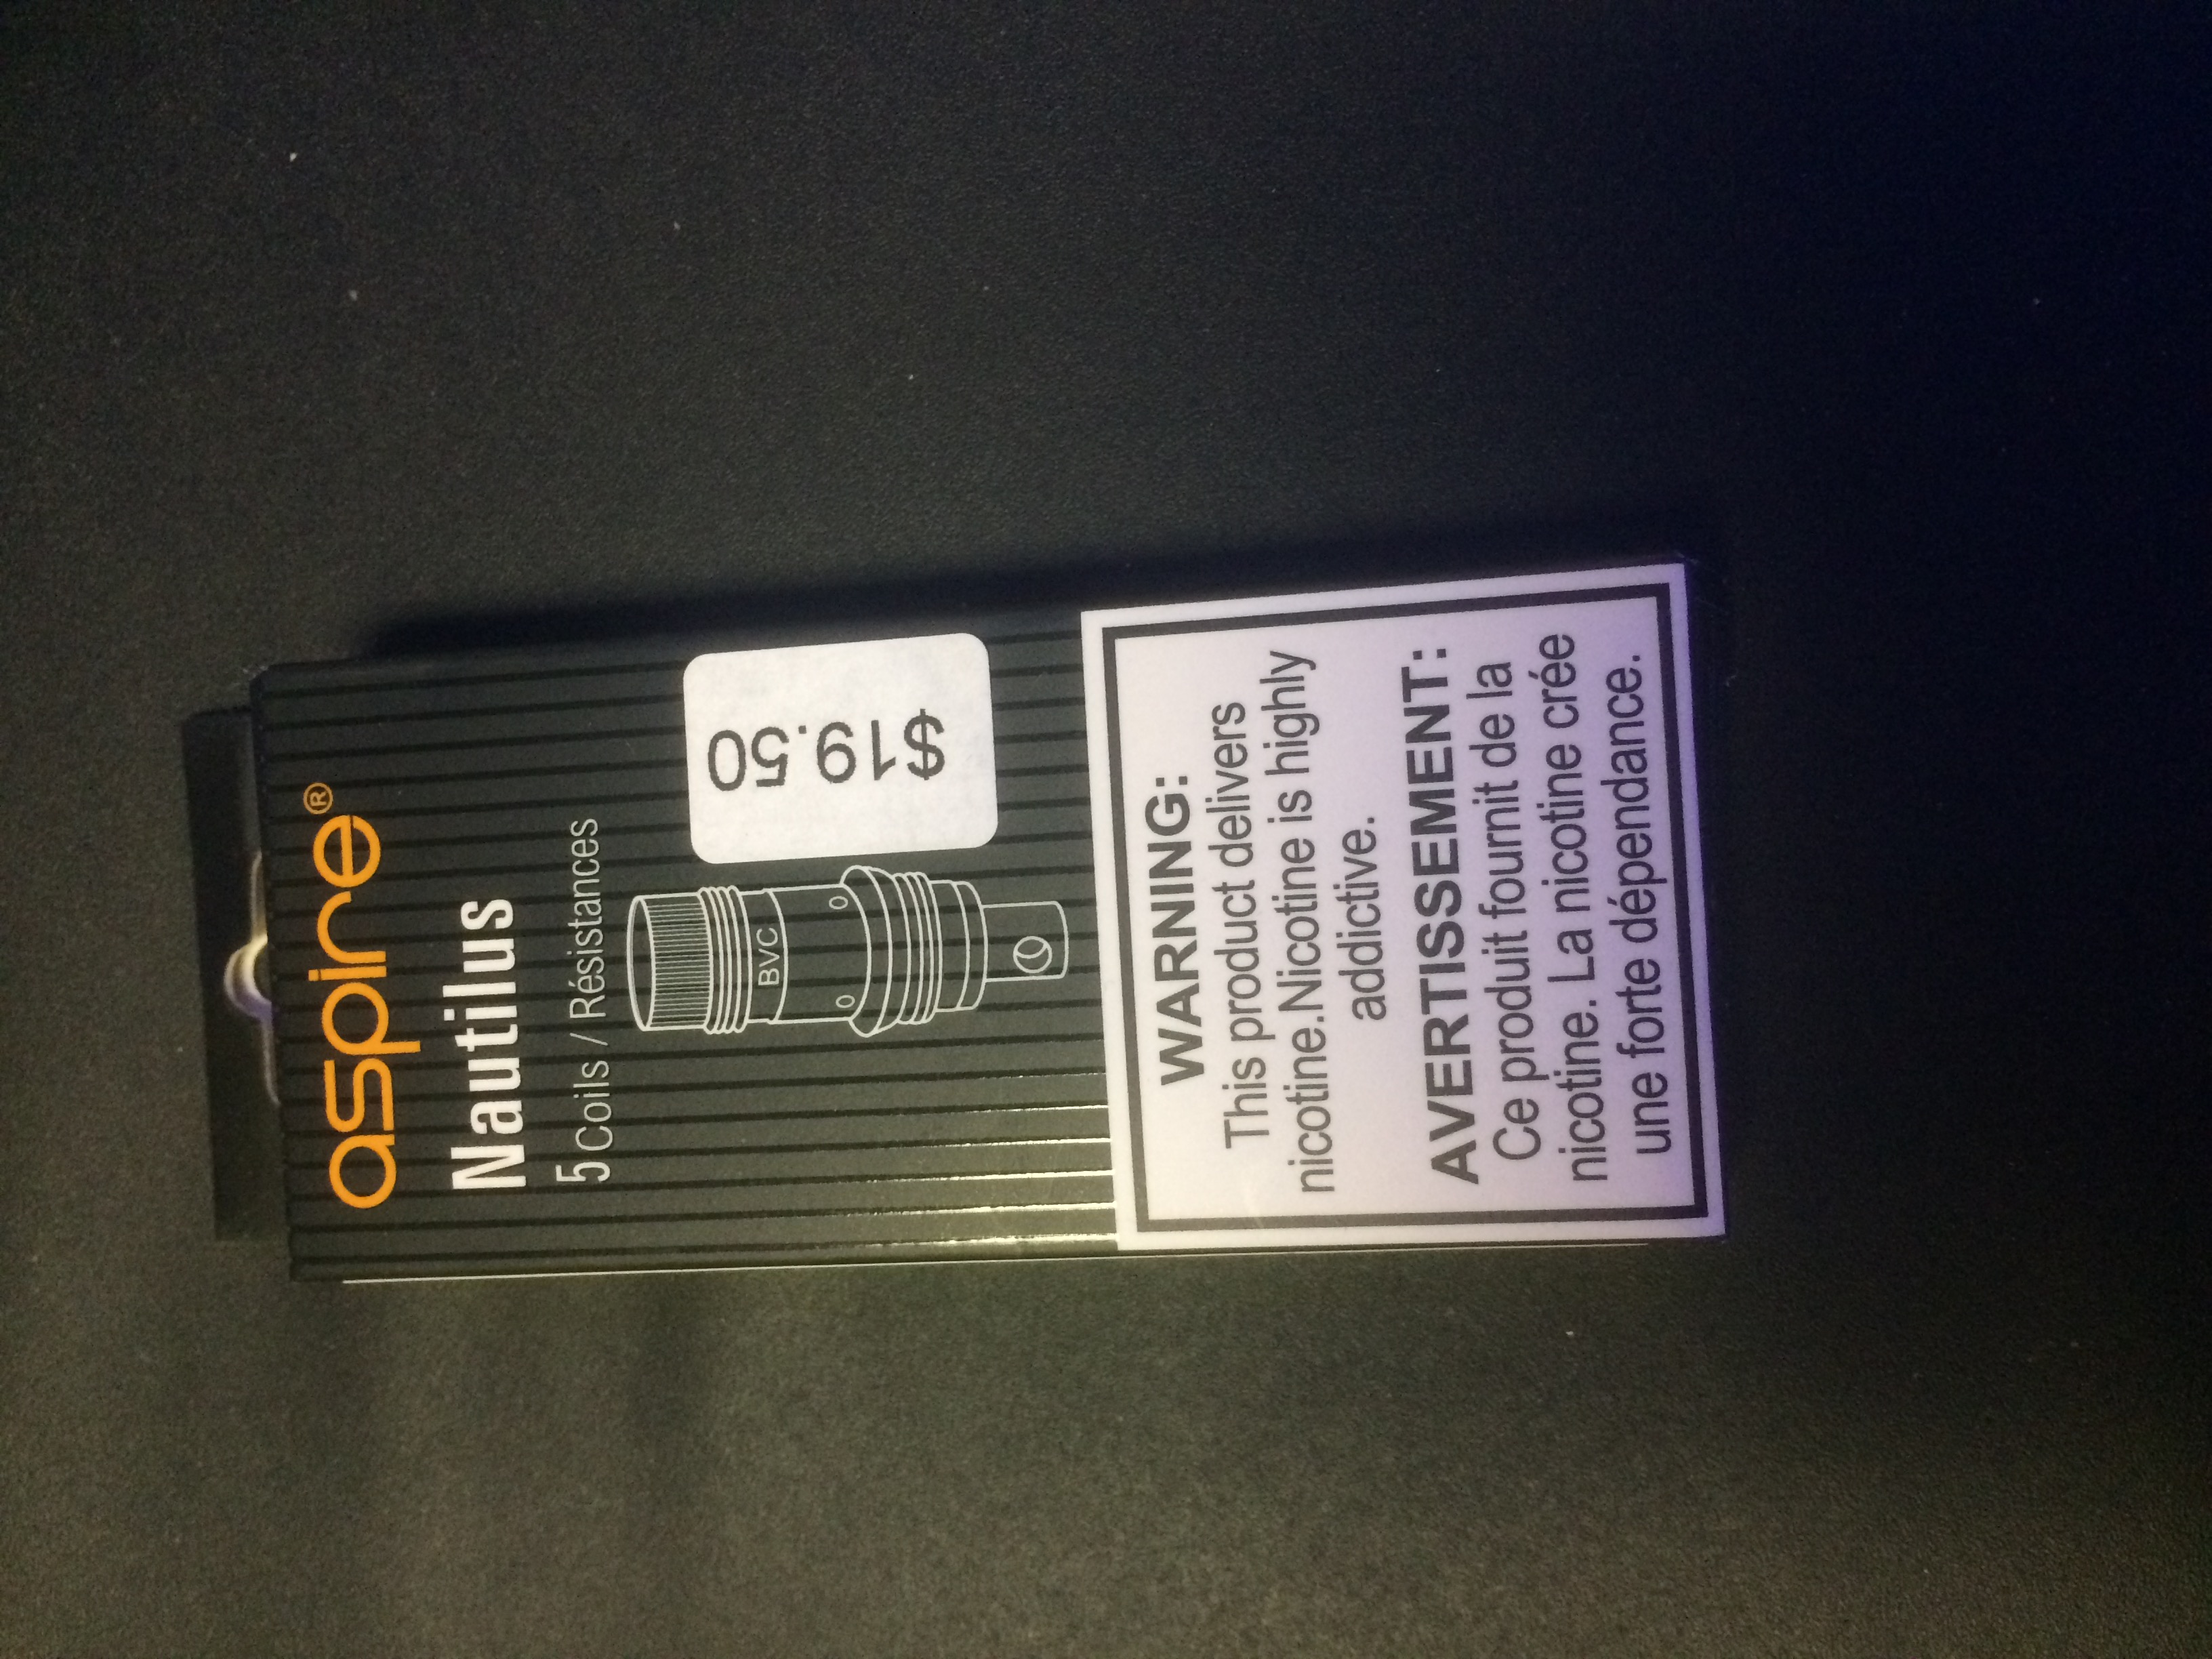 aspire®
Nautilus
5 Coils / Résistances
$19.50
BVC
WARNING:
This product delivers
nicotine.Nicotine is highly
addictive.
AVERTISSEMENT:
Ce produit fournit de la
nicotine. La nicotine crée
une forte dépendance.